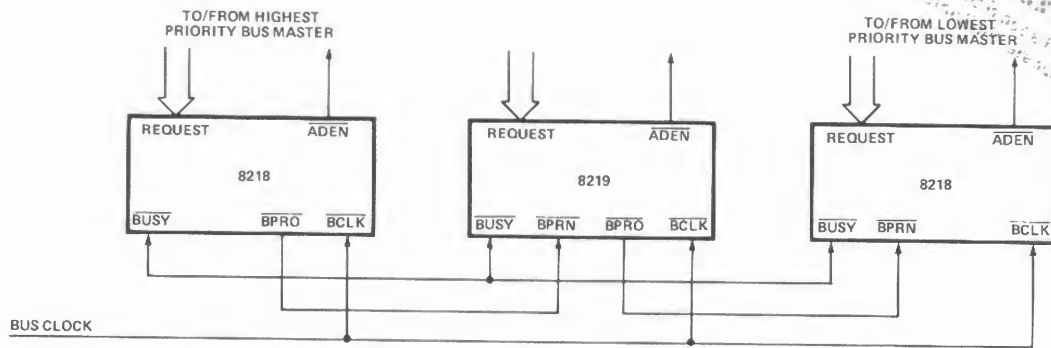 TO/FROM HIGHEST
PRIORITY BUS MASTER
TO/FROM LOWEST
PRIORITY BUS MASTER
REQUEST
ADEN
8218
BUSY
BPRO
BCLK
REQUEST
ADEN
8219
BUSY
BPRN
BPRO
BCLK
REQUEST
ADEN
8218
BUSY
BPRN
BCLK
BUS CLOCK